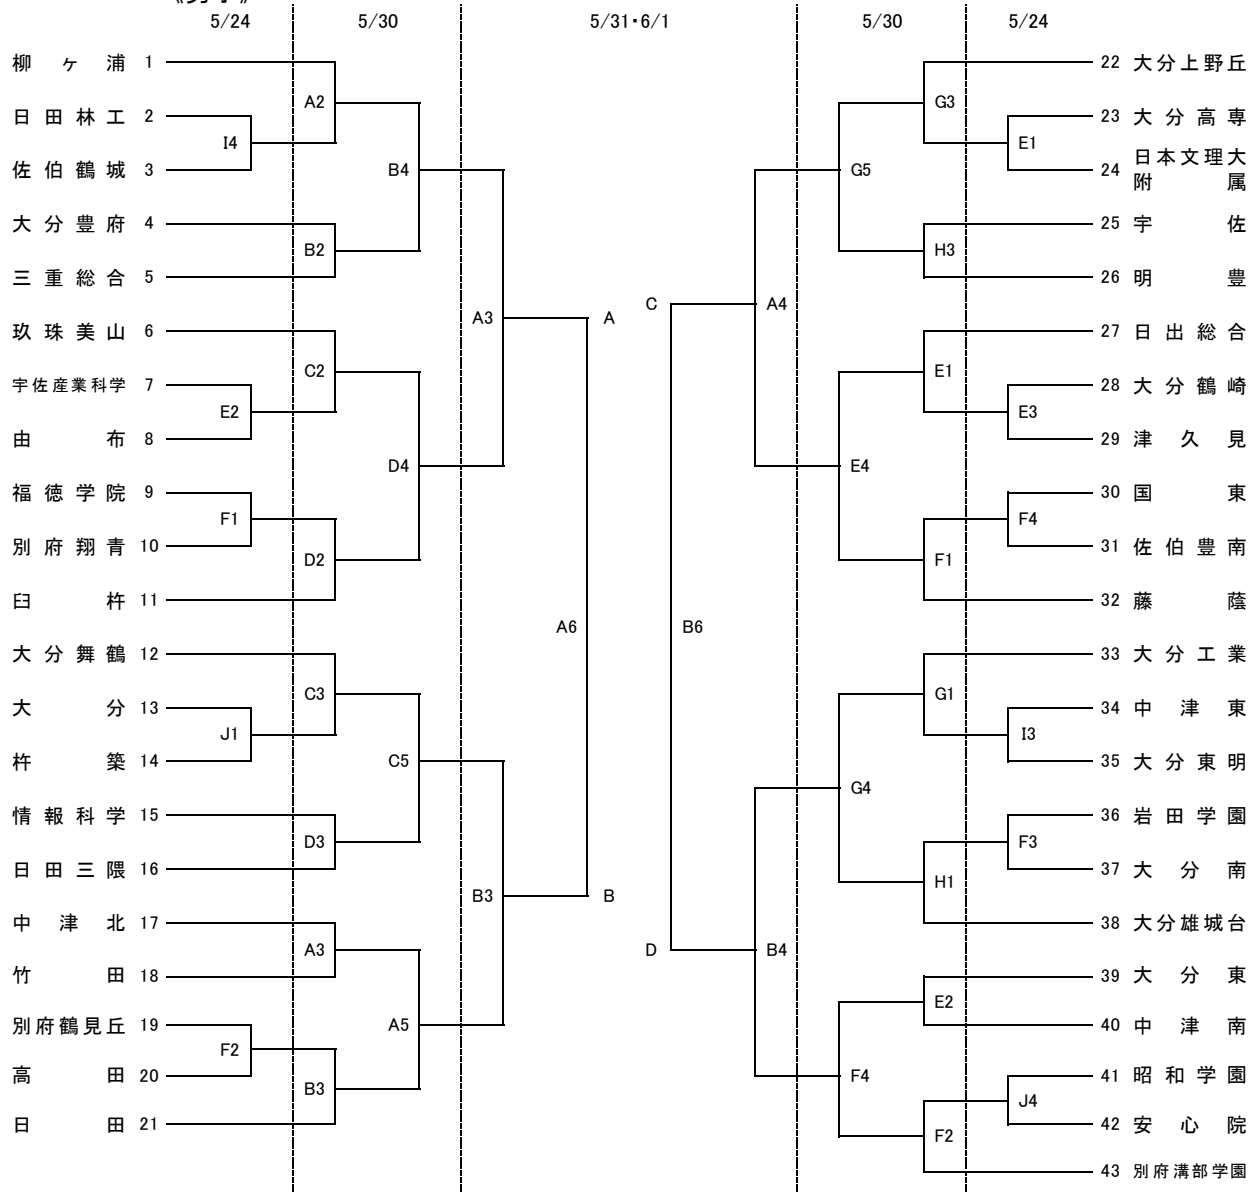 5/24 5/30 5/31・6/1 5/30 5/24
柳ヶ浦 1 22 大分上野丘
A2 G3
日田林工 2 23 大分高専
I4 E1
佐伯鶴城 3 B4 G5 24 日本文理大
附属
大分豊府 4 25 宇佐
B2 H3
三重総合 5 26 明豊
C A4
A3 A
玖珠美山 6 27 日出総合
C2 E1
宇佐産業科学 7 28 大分鶴崎
E2 E3
由布 8 29 津久見
D4 E4
福徳学院 9 30 国東
F1 F4
別府翔青 10 31 佐伯豊南
D2 F1
臼杵 11 32 藤蔭
A6 B6
大分舞鶴 12 33 大分工業
C3 G1
大分 13 34 中津東
J1 I3
杵築 14 C5 35 大分東明
G4
情報科学 15 36 岩田学園
D3 F3
日田三隈 16 37 大分南
H1
B3 B
中津北 17 38 大分雄城台
A3 D B4
竹田 18 39 大分東
E2
別府鶴見丘 19 A5 40 中津南
F2
高田 20 F4 41 昭和学園
B3 J4
日田 21 42 安心院
F2
43 別府溝部学園